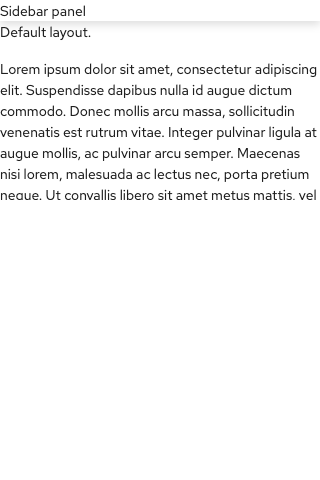 Sidebar panel
Default layout.
Lorem ipsum dolor sit amet, consectetur adipiscing
elit. Suspendisse dapibus nulla id augue dictum
commodo. Donec mollis arcu massa, sollicitudin
venenatis est rutrum vitae. Integer pulvinar ligula at
augue mollis, ac pulvinar arcu semper. Maecenas
nisi lorem, malesuada ac lectus nec, porta pretium
neque. Ut convallis libero sit amet metus mattis, vel